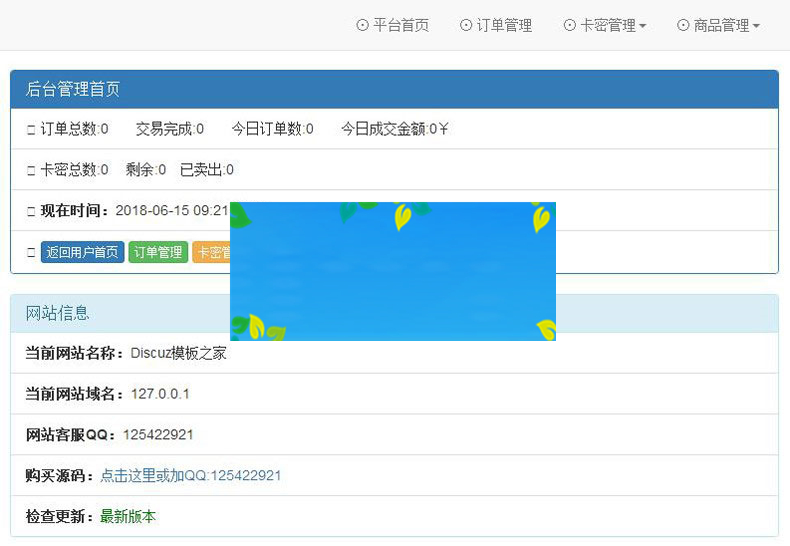 平台首页 订单管理 卡密管理 商品管理
后台管理首页
订单总数:0 交易完成:0 今日订单数:0 今日成交金额:0￥
卡密总数:0 剩余:0 已卖出:0
现在时间：2018-06-15 09:21
返回用户首页 订单管理 卡密管
网站信息
当前网站名称：Discuz模板之家
当前网站域名：127.0.0.1
网站客服QQ：125422921
购买源码：点击这里或加QQ:125422921
检查更新：最新版本